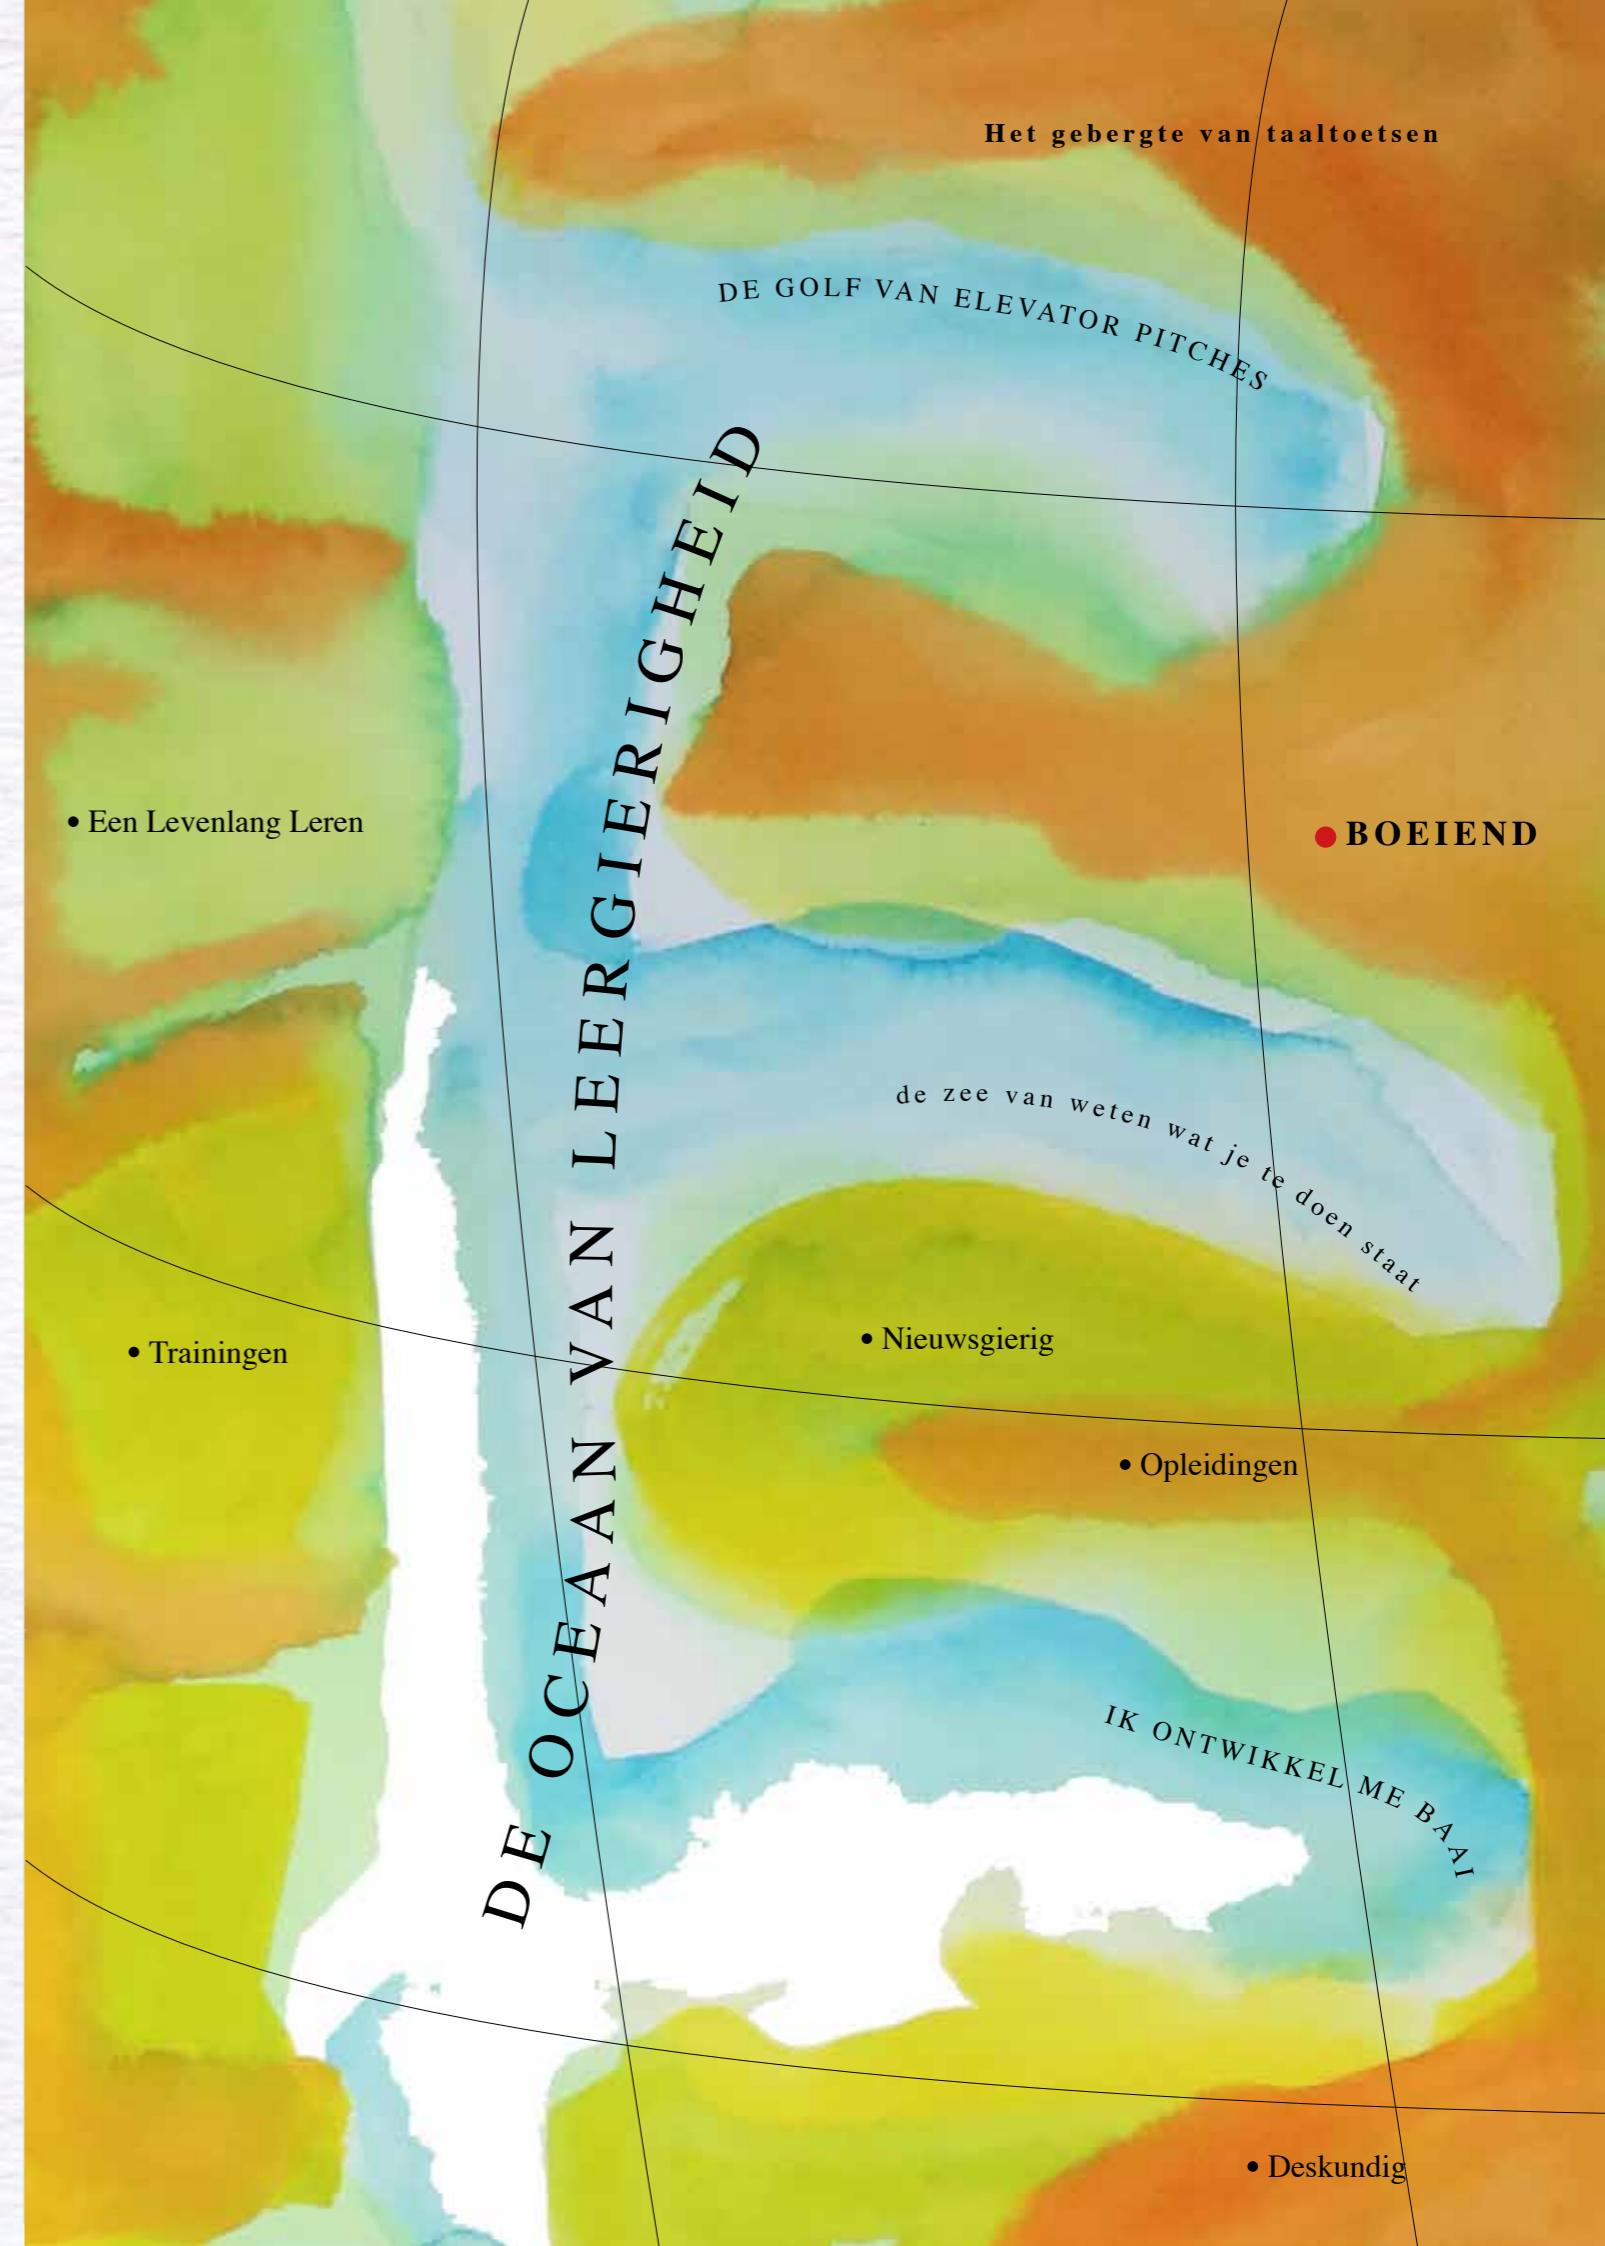 Het gebergte van taaltoetsen
DE GOLF VAN ELEVATOR PITCHES
DE OCEAAN VAN LEERGIERIGHEID
• Een Levenlang Leren
BOEIEND
de zee van weten wat je te doen staat
• Trainingen
• Nieuwsgierig
• Opleidingen
IK ONTWIKKEL ME BAAI
• Deskundig